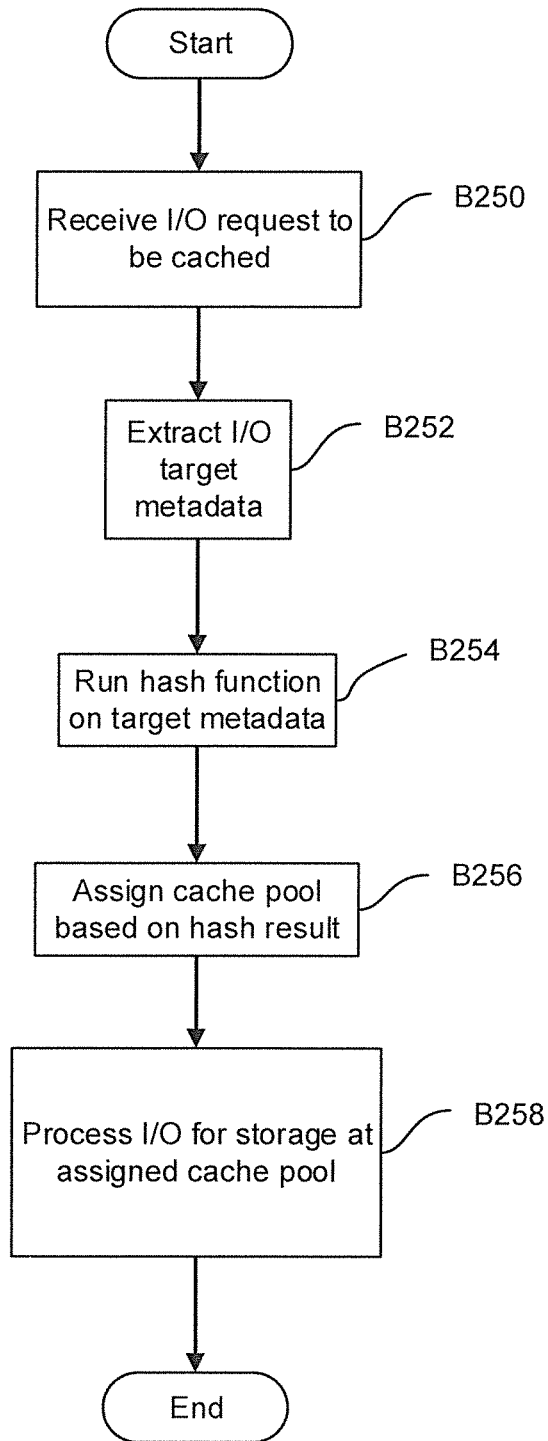 Start
Receive I/O request to
be cached
B250
Extract I/O
target
metadata
B252
Run hash function
on target metadata
B254
Assign cache pool
based on hash result
B256
Process I/O for storage at
assigned cache pool
B258
End